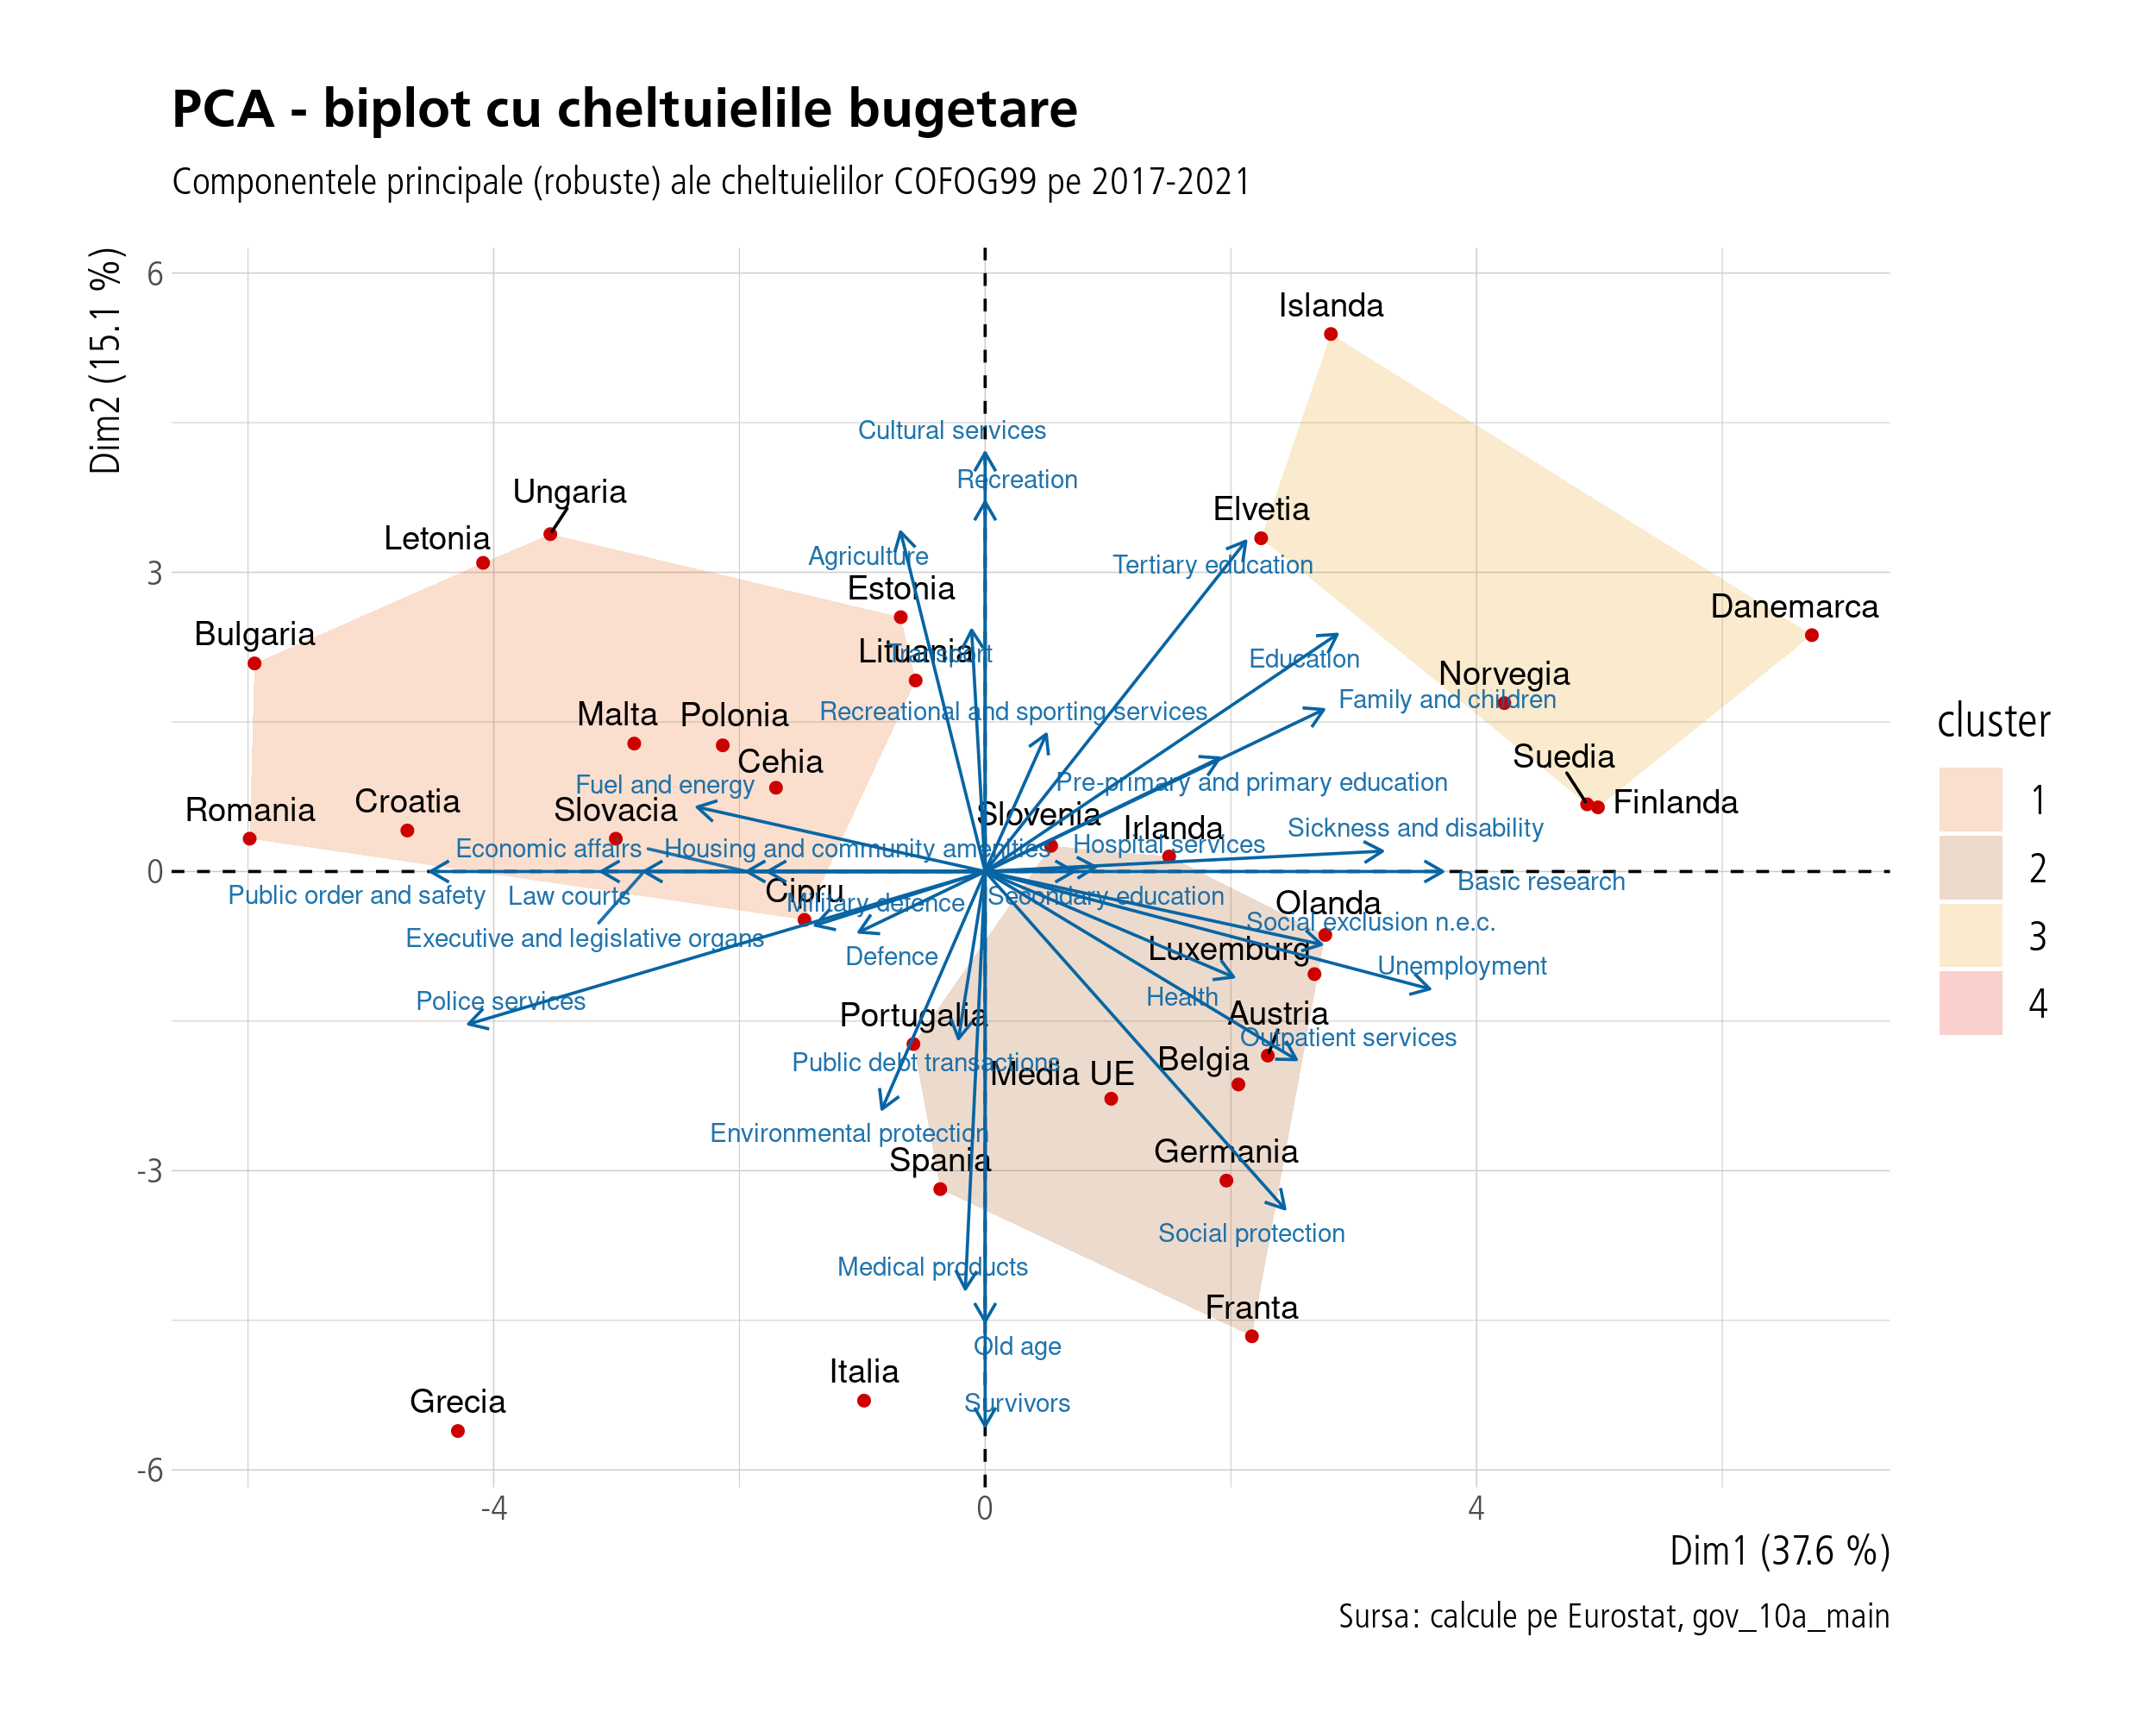 PCA - biplot cu cheltuielile bugetare
Componentele principale (robuste) ale cheltuielilor COFOG99 pe 2017-2021
Dim2 (15.1 %)
6
3
0
-3
-6
Islanda
Cultural services
Recreation
Ungaria
Elvetia
Letonia
Agriculture
Tertiary education
Estonia
Danemarca
Bulgaria
Lituania
Transport
Education
Norvegia
Family and children
Malta
Polonia
Recreational and sporting services
Cehia
Suedia
Fuel and energy
Pre-primary and primary education
Romania
Croatia
Slovacia
Slovenia
Finlanda
Irlanda
Sickness and disability
Economic affairs
Housing and community amenities
Hospital services
Public order and safety
Law courts
Cipru
Military defence
Secondary education
Basic research
Olanda
Social exclusion n.e.c.
Executive and legislative organs
Defence
Luxemburg
Unemployment
Police services
Health
Portugalia
Austria
Outpatient services
Public debt transactions
Media UE
Belgia
Environmental protection
Spania
Germania
Social protection
Medical products
Franta
Old age
Italia
Grecia
Survivors
-4
0
4
Dim1 (37.6 %)
cluster
1
2
3
4
Sursa: calcule pe Eurostat, gov_10a_main